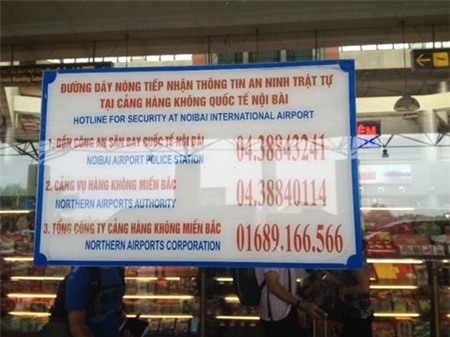 ĐƯỜNG DÂY NÓNG TIẾP NHẬN THÔNG TIN AN NINH TRẬT TỰ
TẠI CẢNG HÀNG KHÔNG QUỐC TẾ NỘI BÀI
HOTLINE FOR SECURITY AT NOIBAI INTERNATIONAL AIRPORT
1. ĐỒN CÔNG AN SÂN BAY QUỐC TẾ NỘI BÀI 04.38843241
NOIBAI AIRPORT POLICE STATION
2. CẢNG VỤ HÀNG KHÔNG MIỀN BẮC 04.38840114
NORTHERN AIRPORTS AUTHORITY
3. TỔNG CÔNG TY CẢNG HÀNG KHÔNG MIỀN BẮC 01689.166.566
NORTHERN AIRPORTS CORPORATION